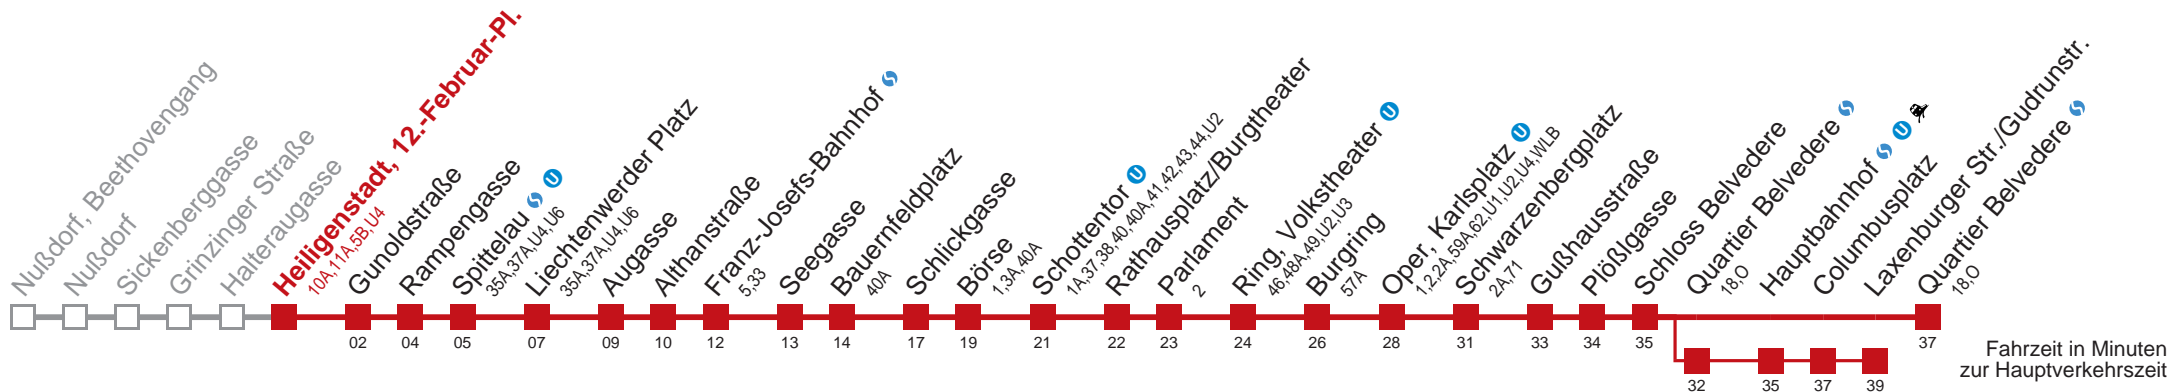 Nußdorf, Beethovengang
Nußdorf
Sickenberggasse
Grinzinger Straße
Halteraugasse
Heiligenstadt, 12.-Februar-Pl.
10A,11A,5B,U4
Gunoldstraße
Rampengasse
Spittelau S U
35A,37A,U4,U6
Liechtenwerder Platz
35A,37A,U4,U6
Augasse
Althanstraße
Franz-Josefs-Bahnhof S
5,33
Seegasse
Bauernfeldplatz
40A
Schlickgasse
Börse
1,3A,40A
Schottentor U
1A,37,38,40,40A,41,42,43,44,U2
Rathausplatz/Burgtheater
Parlament
2
Ring, Volkstheater U
46,48A,49,U2,U3
Burgring
57A
Oper, Karlsplatz U
1,2,2A,59A,62,U1,U2,U4,WLB
Schwarzenbergplatz
2A,71
Gußhausstraße
Plößlgasse
Schloss Belvedere
Quartier Belvedere S
18,O
Hauptbahnhof S U
Columbusplatz
Laxenburger Str./Gudrunstr.
Quartier Belvedere S
18,O
02 04 05 07 09 10 12 13 14 17 19 21 22 23 24 26 28 31 33 34 35 37
32 35 37 39
Fahrzeit in Minuten
zur Hauptverkehrszeit